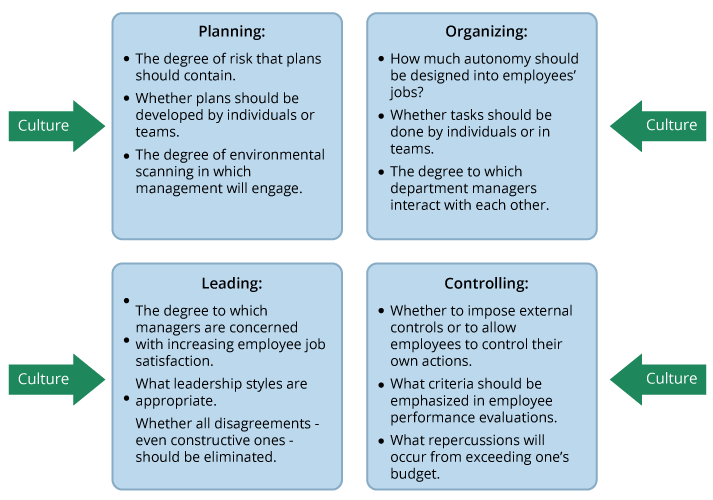 Planning:
• The degree of risk that plans
should contain.
• Whether plans should be
developed by individuals or
teams.
• The degree of environmental
scanning in which
management will engage.
Culture
Organizing:
• How much autonomy should
be designed into employees’
jobs?
• Whether tasks should be
done by individuals or in
teams.
• The degree to which
department managers
interact with each other.
Culture
Leading:
• The degree to which
managers are concerned
• with increasing employee job
satisfaction.
What leadership styles are
• appropriate.
Whether all disagreements -
even constructive ones -
should be eliminated.
Culture
Controlling:
• Whether to impose external
controls or to allow
employees to control their
own actions.
• What criteria should be
emphasized in employee
performance evaluations.
• What repercussions will
occur from exceeding one’s
budget.
Culture